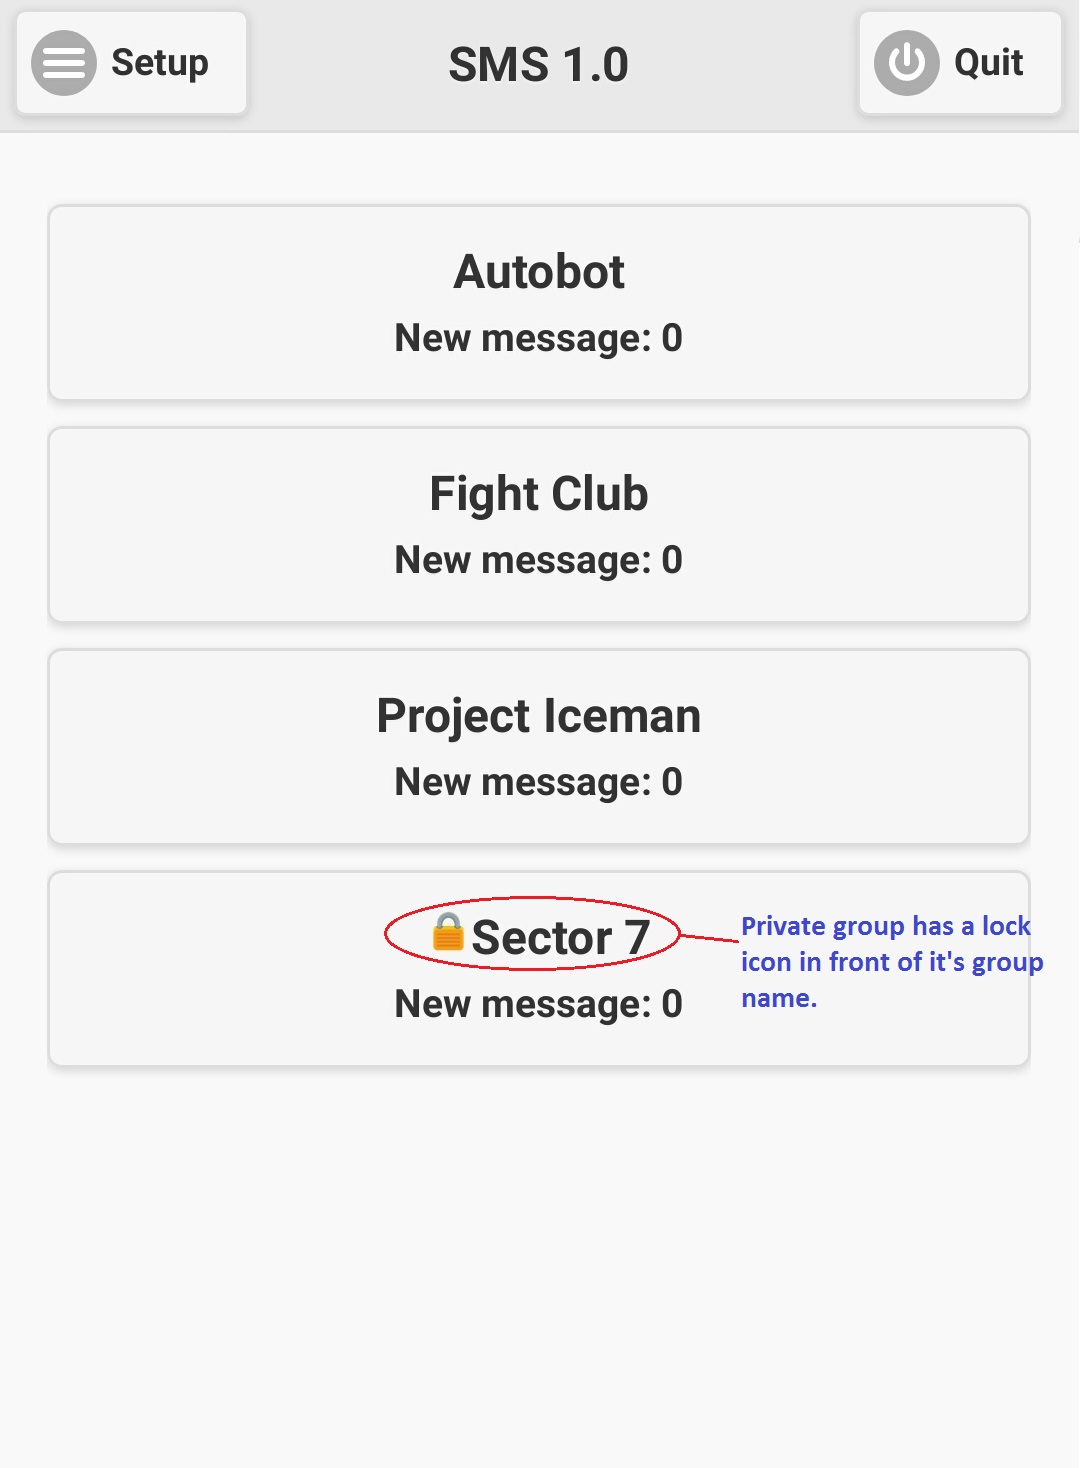 Setup
SMS 1.0
Quit
Autobot
New message: 0
Fight Club
New message: 0
Project Iceman
New message: 0
Sector 7
New message: 0
Private group has a lock
icon in front of it's group
name.